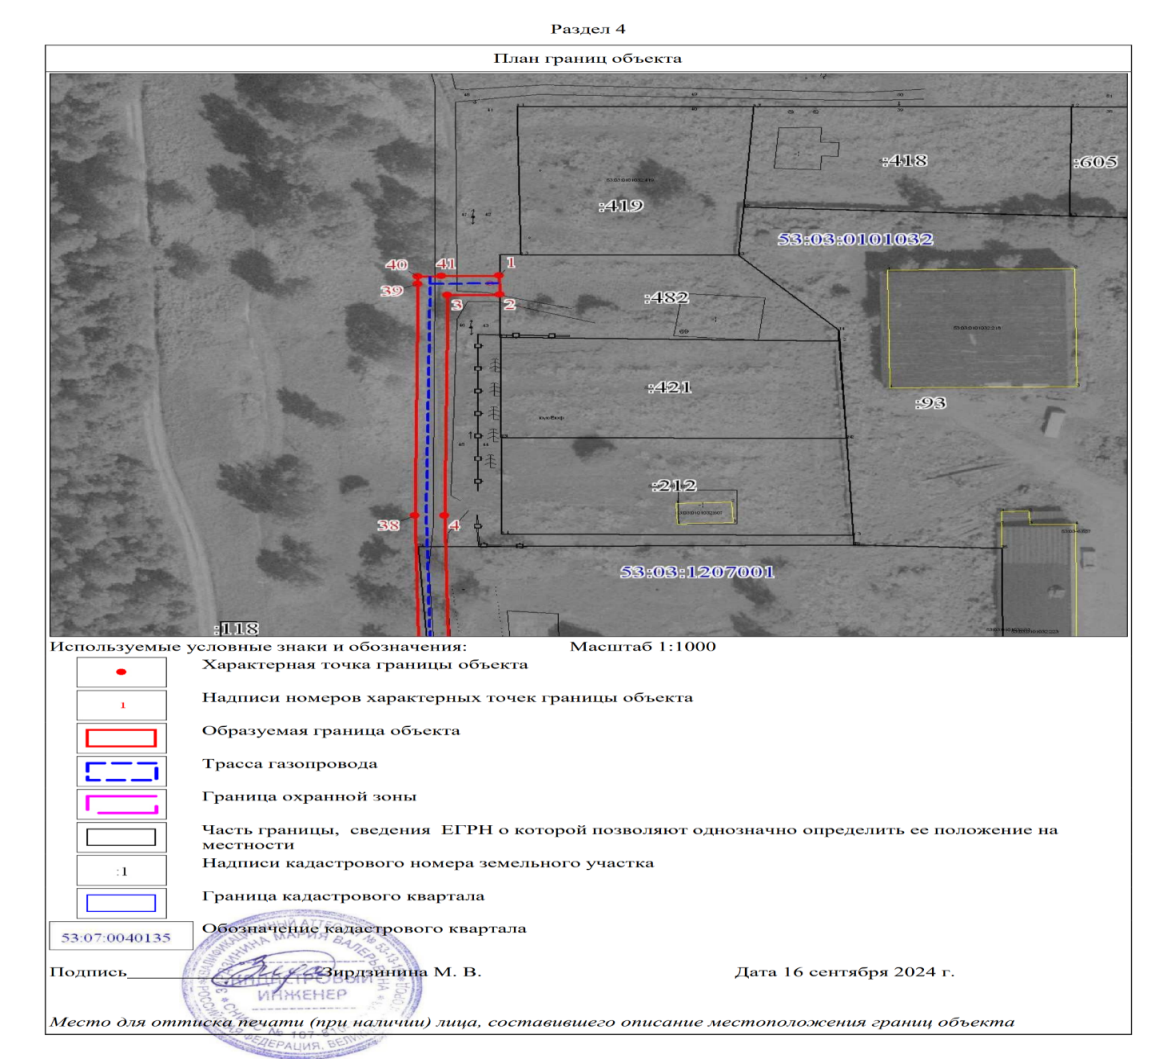 Раздел 4
План границ объекта
:418
:605
:419
53:03:0101032
40
41
1
39
3
2
:482
:421
:93
:212
38
4
53:03:1207001
:118
Используемые условные знаки и обозначения:
Масштаб 1:1000
Характерная точка границы объекта
1
Надписи номеров характерных точек границы объекта
Образуемая граница объекта
Трасса газопровода
Граница охранной зоны
Часть границы, сведения ЕГРН о которой позволяют однозначно определить ее положение на
местности
:1
Надписи кадастрового номера земельного участка
Граница кадастрового квартала
53:07:0040135
Обозначение кадастрового квартала
Подпись
Зирдзинина М. В.
Дата 16 сентября 2024 г.
ИНЖЕНЕР
Место для оттиска печати (при наличии) лица, составившего описание местоположения границ объекта